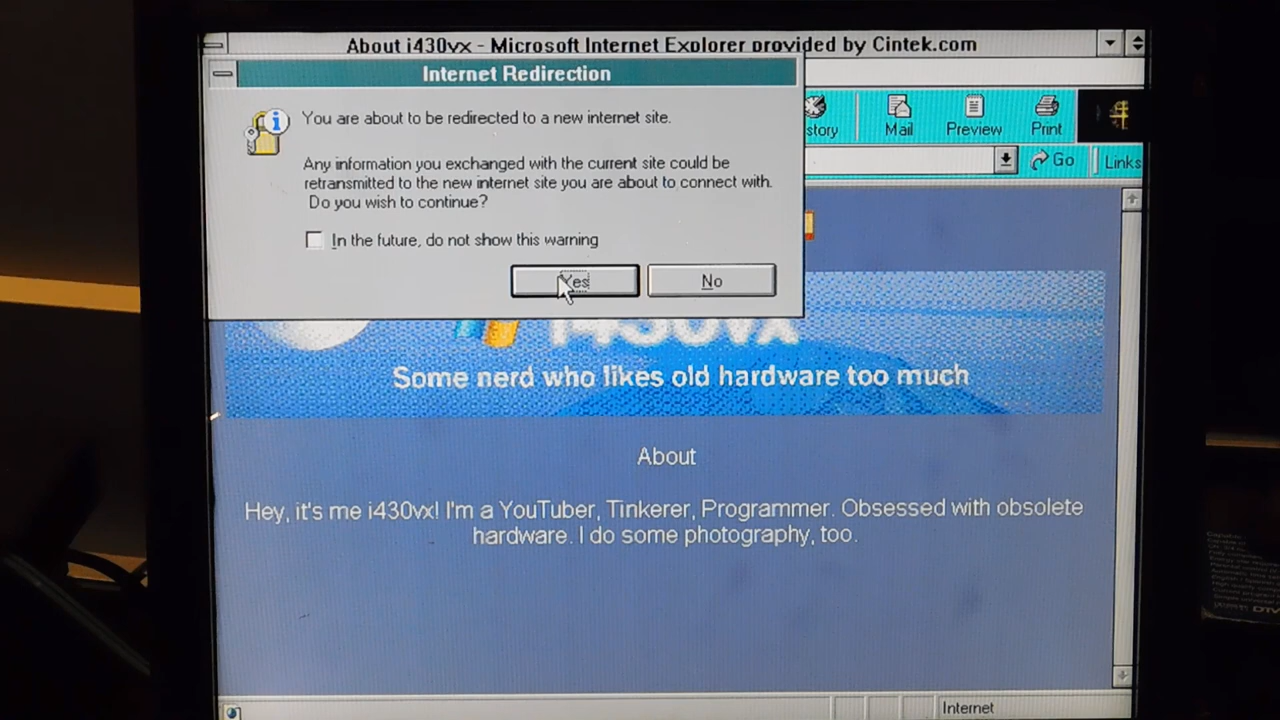 About i430vx - Microsoft Internet Explorer provided by Cintek.com
Internet Redirection
You are about to be redirected to a new internet site.
Any information you exchanged with the current site could be
retransmitted to the new internet site you are about to connect with.
Do you wish to continue?
In the future, do not show this warning
Yes No
story Mail Preview Print
Go Links
i430vx
Some nerd who likes old hardware too much
About
Hey, it's me i430vx! I'm a YouTuber, Tinkerer, Programmer. Obsessed with obsolete
hardware. I do some photography, too.
Internet